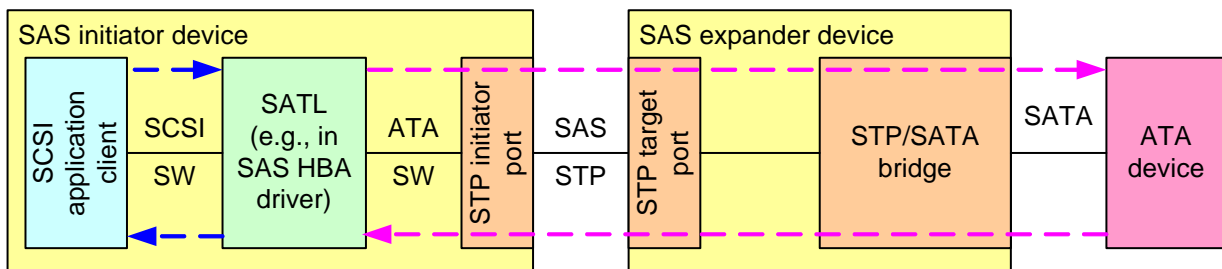 SAS initiator device
SCSI
application
client
SCSI
SW
SATL
(e.g., in
SAS HBA
driver)
ATA
SW
STP initiator
port
SAS
STP
SAS expander device
STP target
port
STP/SATA
bridge
SATA
ATA
device